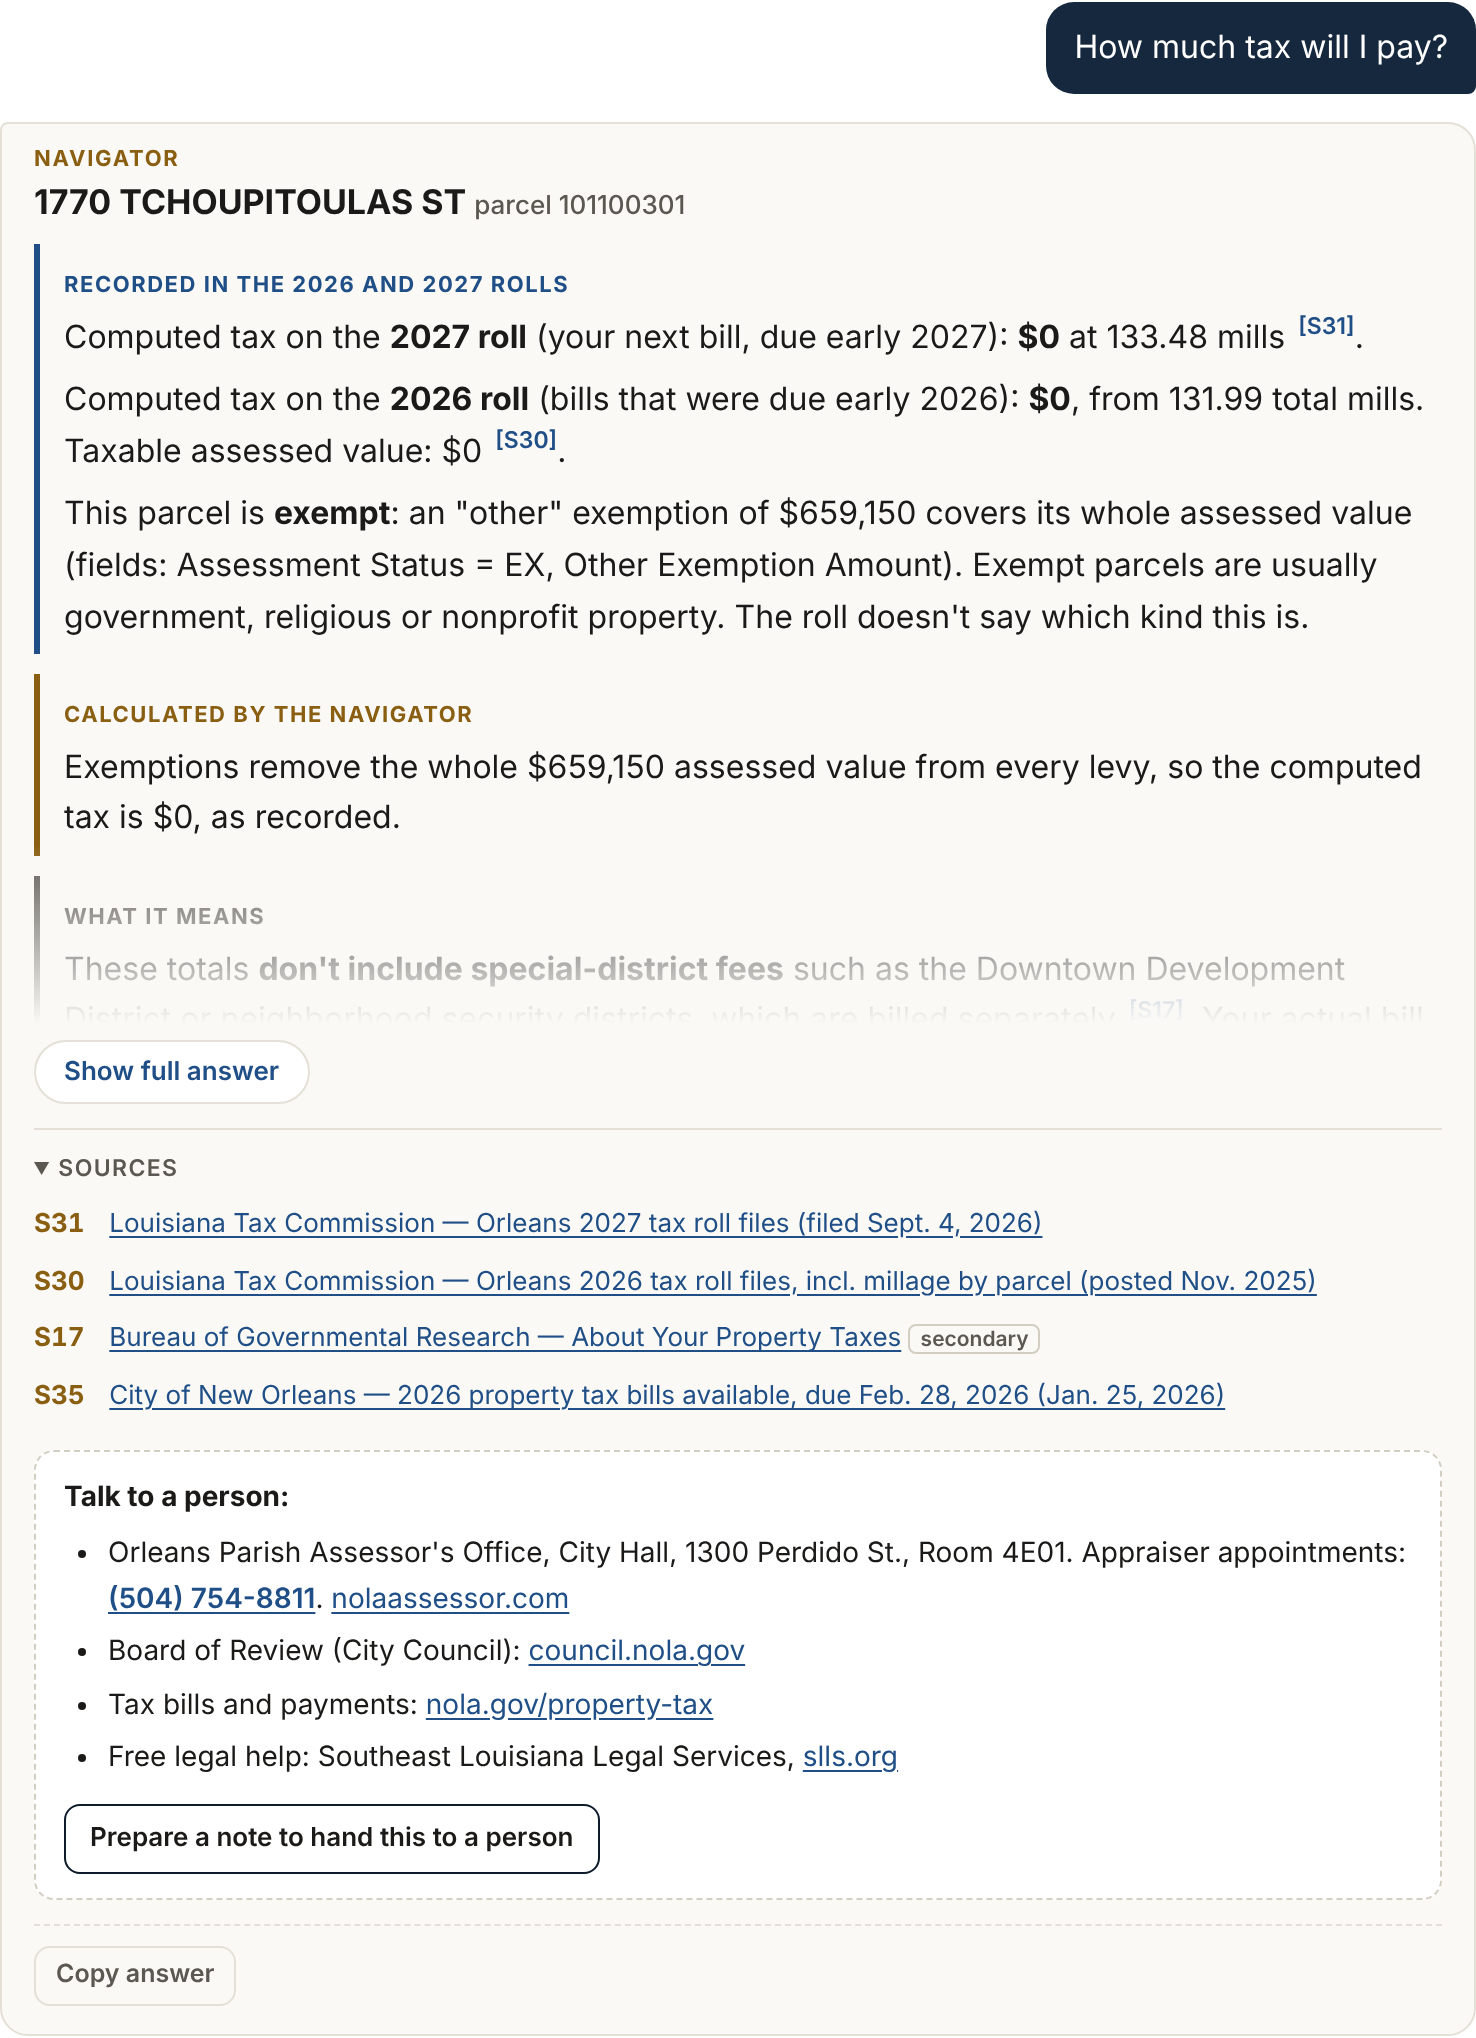 How much tax will I pay?
NAVIGATOR
1770 TCHOUPITOULAS ST parcel 101100301
RECORDED IN THE 2026 AND 2027 ROLLS
Computed tax on the 2027 roll (your next bill, due early 2027): $0 at 133.48 mills [S31].
Computed tax on the 2026 roll (bills that were due early 2026): $0, from 131.99 total mills.
Taxable assessed value: $0 [S30].
This parcel is exempt: an "other" exemption of $659,150 covers its whole assessed value
(fields: Assessment Status = EX, Other Exemption Amount). Exempt parcels are usually
government, religious or nonprofit property. The roll doesn't say which kind this is.
CALCULATED BY THE NAVIGATOR
Exemptions remove the whole $659,150 assessed value from every levy, so the computed
tax is $0, as recorded.
WHAT IT MEANS
These totals don't include special-district fees such as the Downtown Development
District or neighborhood security districts, which are billed separately [S17]. Your actual bill
Show full answer
▼ SOURCES
S31 Louisiana Tax Commission — Orleans 2027 tax roll files (filed Sept. 4, 2026)
S30 Louisiana Tax Commission — Orleans 2026 tax roll files, incl. millage by parcel (posted Nov. 2025)
S17 Bureau of Governmental Research — About Your Property Taxes secondary
S35 City of New Orleans — 2026 property tax bills available, due Feb. 28, 2026 (Jan. 25, 2026)
Talk to a person:
• Orleans Parish Assessor's Office, City Hall, 1300 Perdido St., Room 4E01. Appraiser appointments:
(504) 754-8811. nolaassessor.com
• Board of Review (City Council): council.nola.gov
• Tax bills and payments: nola.gov/property-tax
• Free legal help: Southeast Louisiana Legal Services, slls.org
Prepare a note to hand this to a person
Copy answer